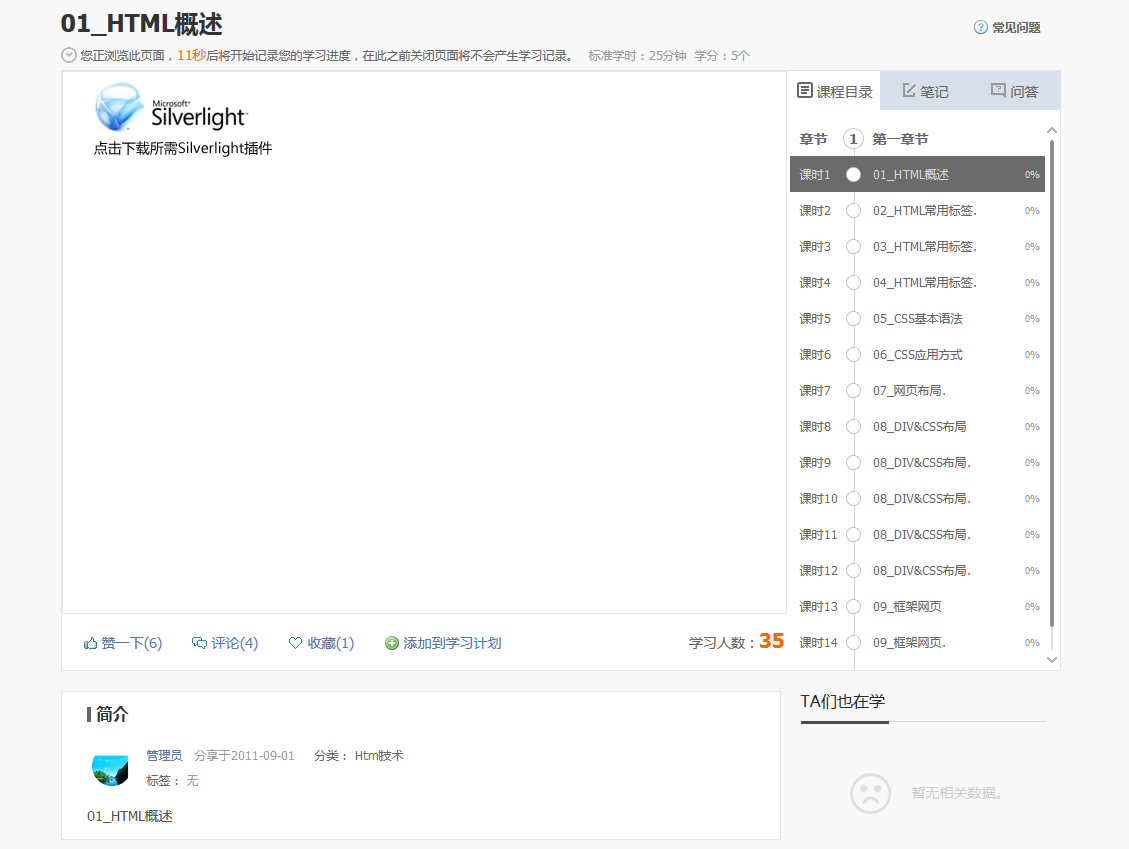 01_HTML概述
常见问题
您正浏览此页面，11秒后将开始记录您的学习进度，在此之前关闭页面将不会产生学习记录。 标准学时：25分钟 学分：5个
Microsoft®
Silverlight™
点击下载所需Silverlight插件
课程目录 笔记 问答
章节 1 第一章节
课时1 01_HTML概述 0%
课时2 02_HTML常用标签. 0%
课时3 03_HTML常用标签. 0%
课时4 04_HTML常用标签. 0%
课时5 05_CSS基本语法 0%
课时6 06_CSS应用方式 0%
课时7 07_网页布局. 0%
课时8 08_DIV&CSS布局 0%
课时9 08_DIV&CSS布局. 0%
课时10 08_DIV&CSS布局. 0%
课时11 08_DIV&CSS布局. 0%
课时12 08_DIV&CSS布局. 0%
课时13 09_框架网页 0%
课时14 09_框架网页. 0%
赞一下(6) 评论(4) 收藏(1) 添加到学习计划 学习人数：35
简介
管理员 分享于2011-09-01 分类： Html技术
标签： 无
01_HTML概述
TA们也在学
暂无相关数据。